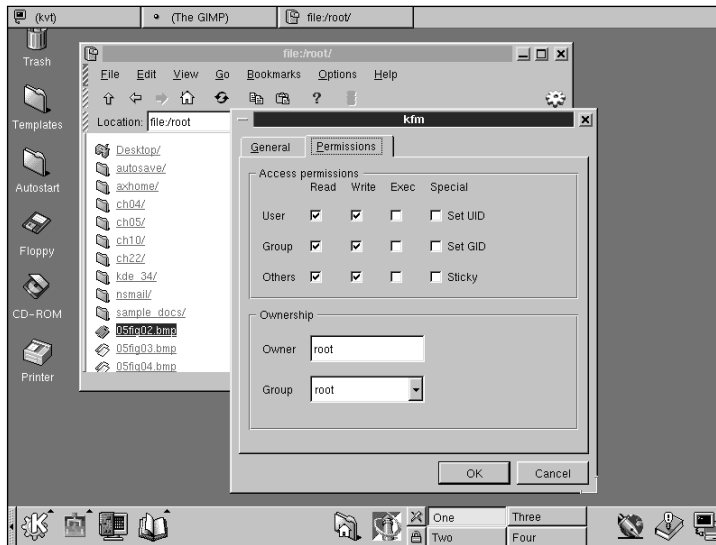 (kvt)
(The GIMP)
file:/root/
Trash
Templates
Autostart
Floppy
CD-ROM
Printer
file:/root/
File Edit View Go Bookmarks Options Help
Location: file:/root
Desktop/
autosave/
axhome/
ch04/
ch05/
ch10/
ch22/
kde_34/
nsmail/
sample_docs/
05fig02.bmp
05fig03.bmp
05fig04.bmp
kfm
General Permissions
Access permissions
Read Write Exec Special
User Set UID
Group Set GID
Others Sticky
Ownership
Owner root
Group root
OK Cancel
One Three
Two Four